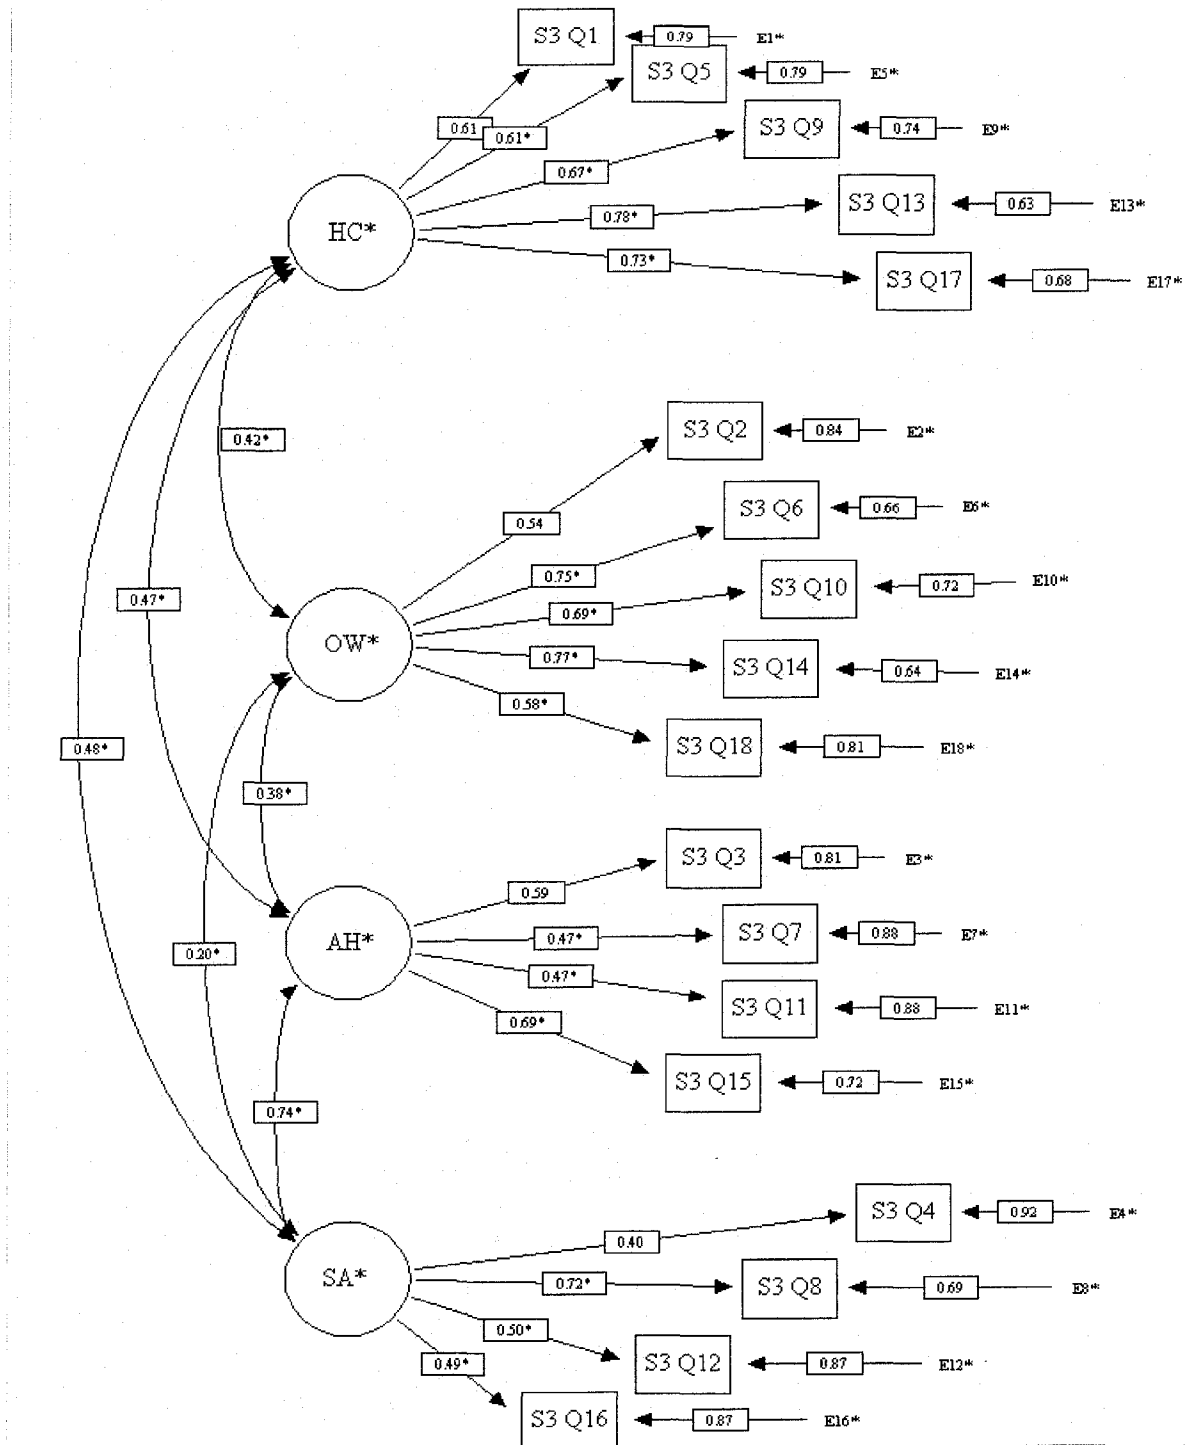 S3 Q1 0.79 E1*
S3 Q5 0.79 E5*
0.61
0.61*
S3 Q9 0.74 E9*
0.67*
S3 Q13 0.63 E13*
0.78*
HC*
0.73*
S3 Q17 0.68 E17*
0.42*
S3 Q2 0.84 E2*
0.54
S3 Q6 0.66 E6*
0.75*
S3 Q10 0.72 E10*
0.47*
0.69*
OW*
0.77*
S3 Q14 0.64 E14*
0.58*
S3 Q18 0.81 E18*
0.48*
0.38*
S3 Q3 0.81 E3*
0.59
AH*
0.47*
S3 Q7 0.88 E7*
0.20*
0.47*
S3 Q11 0.88 E11*
0.69*
S3 Q15 0.72 E15*
0.74*
S3 Q4 0.92 E4*
0.40
SA*
0.72*
S3 Q8 0.69 E8*
0.50*
S3 Q12 0.87 E12*
0.49*
S3 Q16 0.87 E16*